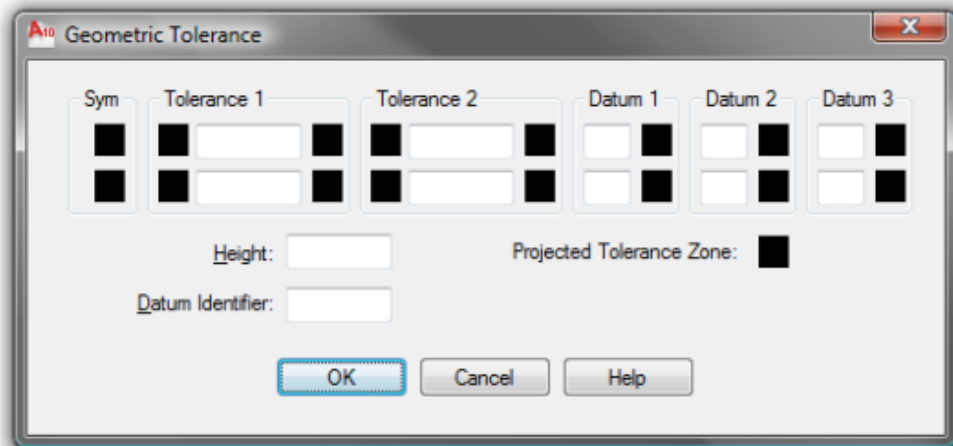 A10 Geometric Tolerance
Sym Tolerance 1 Tolerance 2 Datum 1 Datum 2 Datum 3
Height: Projected Tolerance Zone:
Datum Identifier:
OK Cancel Help